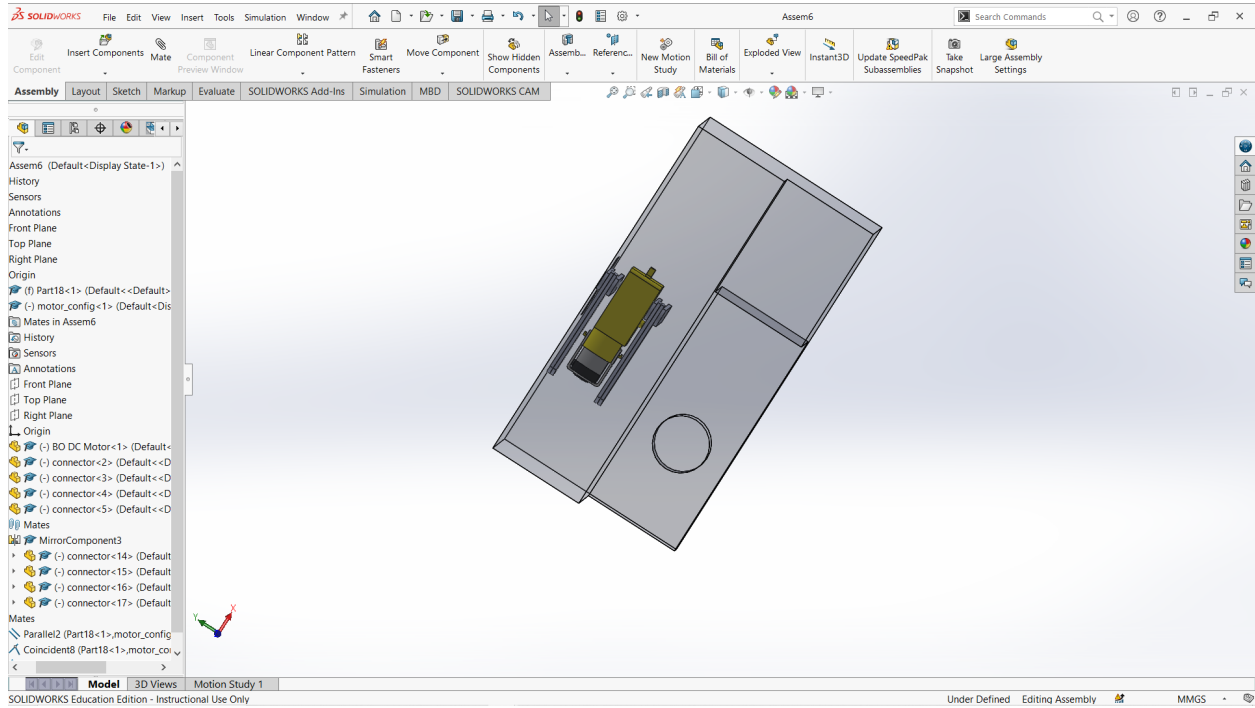 SOLIDWORKS File Edit View Insert Tools Simulation Window Assem6 Search Commands
Edit Component
Insert Components
Mate
Component Preview Window
Linear Component Pattern
Smart Fasteners
Move Component
Show Hidden Components
Assemb...
Referenc...
New Motion Study
Bill of Materials
Exploded View
Instant3D
Update SpeedPak Subassemblies
Take Snapshot
Large Assembly Settings
Assembly Layout Sketch Markup Evaluate SOLIDWORKS Add-Ins Simulation MBD SOLIDWORKS CAM
Assem6 (Default<Display State-1>)
History
Sensors
Annotations
Front Plane
Top Plane
Right Plane
Origin
(f) Part18<1> (Default<<Default>
(-) motor_config<1> (Default<Dis
Mates in Assem6
History
Sensors
Annotations
Front Plane
Top Plane
Right Plane
Origin
(-) BO DC Motor<1> (Default<
(-) connector<2> (Default<<D
(-) connector<3> (Default<<D
(-) connector<4> (Default<<D
(-) connector<5> (Default<<D
Mates
MirrorComponent3
(-) connector<14> (Default
(-) connector<15> (Default
(-) connector<16> (Default
(-) connector<17> (Default
Mates
Parallel2 (Part18<1>,motor_config
Coincident8 (Part18<1>,motor_co
Y X
Model 3D Views Motion Study 1
SOLIDWORKS Education Edition - Instructional Use Only Under Defined Editing Assembly MMGS